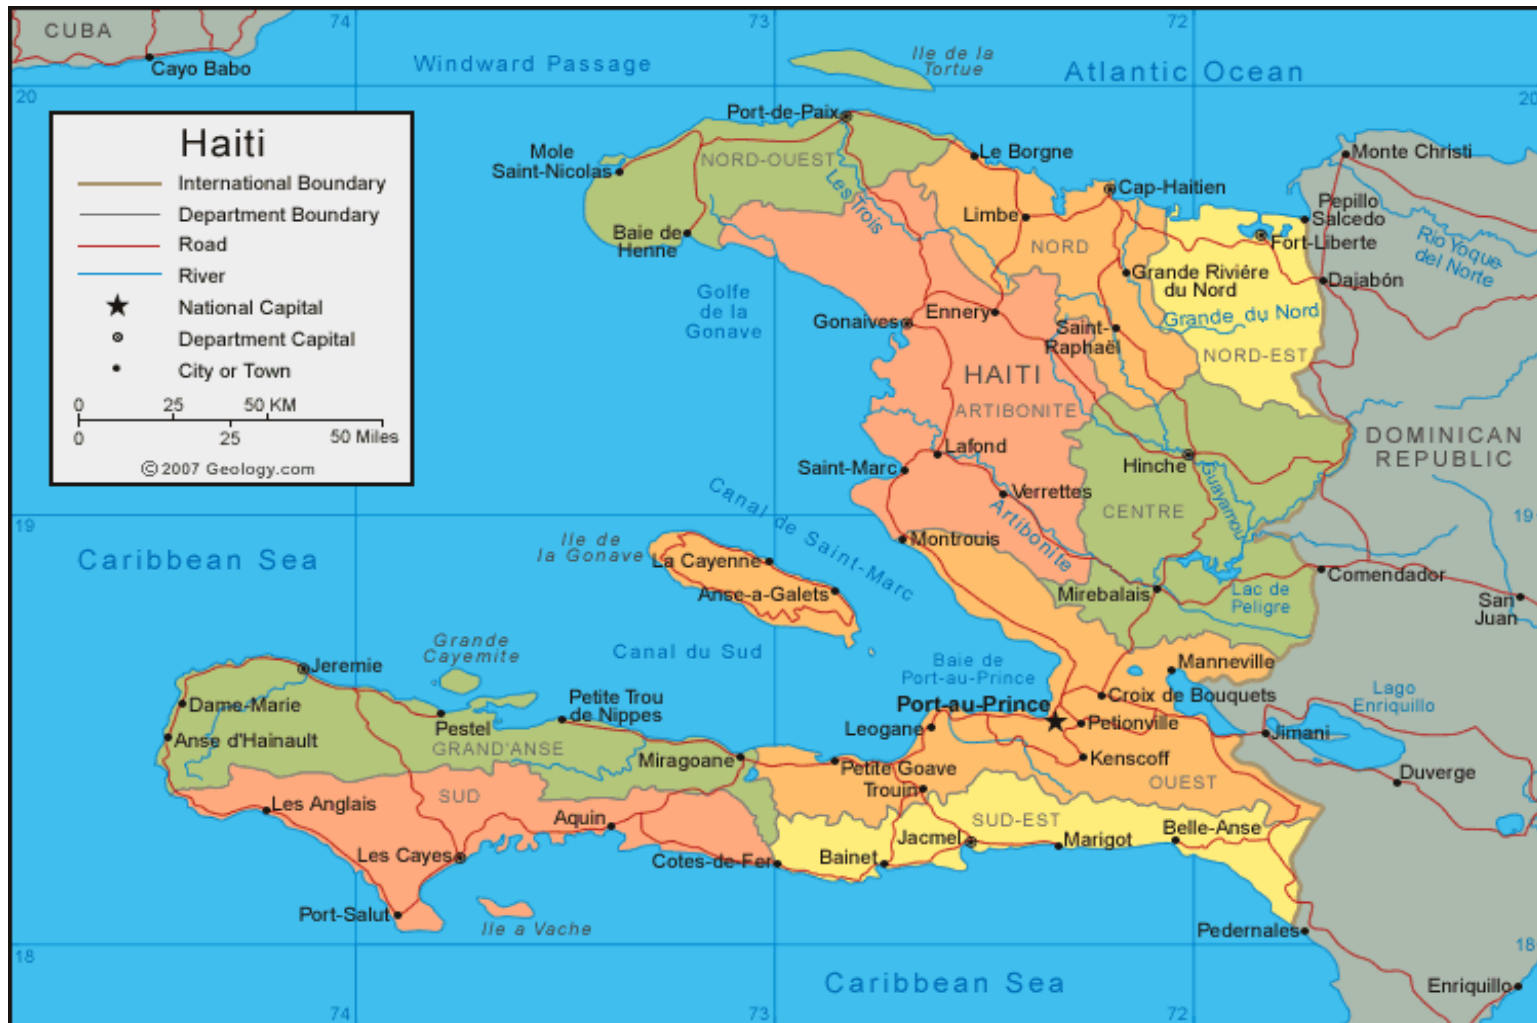 74
73
72
CUBA
Cayo Babo
Windward Passage
Ile de la
Tortue
Atlantic Ocean
20
20
Haiti
International Boundary
Department Boundary
Road
River
National Capital
Department Capital
City or Town
0 25 50 KM
0 25 50 Miles
© 2007 Geology.com
Port-de-Paix
Mole
Saint-Nicolas
NORD-OUEST
Le Borgne
Monte Christi
Cap-Haitien
Les Trois
Limbe
Pepillo
Salcedo
Baie de
Henne
NORD
Fort-Liberte
Rio Yoque
del Norte
Grande Riviére
du Nord
Dajabón
Golfe
de la
Gonave
Gonaives
Ennery
Saint-
Raphaël
Grande du Nord
NORD-EST
HAITI
ARTIBONITE
DOMINICAN
REPUBLIC
Lafond
Saint-Marc
Hinche
Guayamou
Verrettes
CENTRE
Canal de Saint-Marc
Artibonite
19
19
Caribbean Sea
Ile de
la Gonave
La Cayenne
Montrouis
Anse-a-Galets
Mirebalais
Lac de
Peligre
Comendador
San
Juan
Grande
Cayemite
Canal du Sud
Baie de
Port-au-Prince
Manneville
Jeremie
Dame-Marie
Pestel
Petite Trou
de Nippes
Port-au-Prince
Croix de Bouquets
Lago
Enriquillo
Leogane
Petionville
Jimani
Anse d'Hainault
GRAND'ANSE
Miragoane
Petite Goave
Kenscoff
OUEST
Duverge
Les Anglais
SUD
Trouin
Aquin
SUD-EST
Jacmel
Marigot
Belle-Anse
Les Cayes
Cotes-de-Fer
Bainet
Port-Salut
Ile a Vache
Pedernales
18
18
Caribbean Sea
Enriquillo
74
73
72